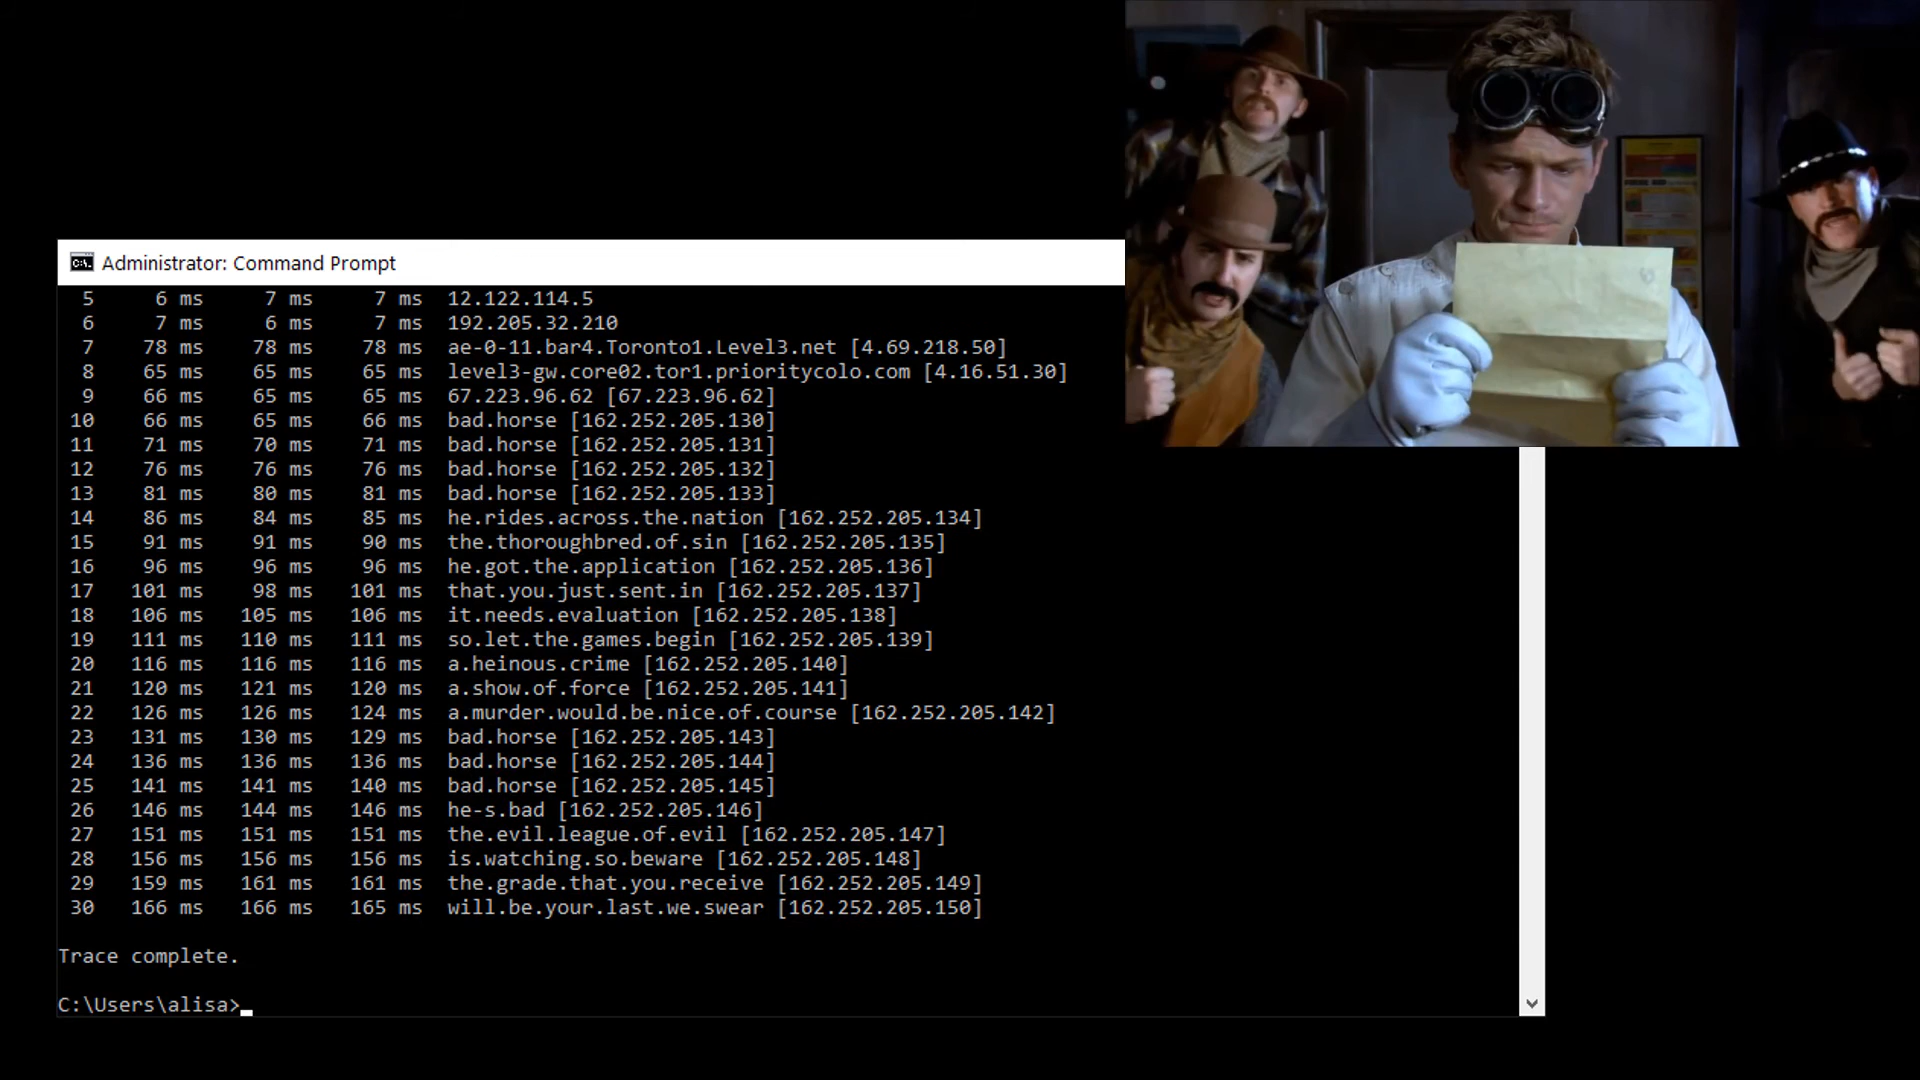 Administrator: Command Prompt
5 6 ms 7 ms 7 ms 12.122.114.5
6 7 ms 6 ms 7 ms 192.205.32.210
7 78 ms 78 ms 78 ms ae-0-11.bar4.Toronto1.Level3.net [4.69.218.50]
8 65 ms 65 ms 65 ms level3-gw.core02.tor1.prioritycolo.com [4.16.51.30]
9 66 ms 65 ms 65 ms 67.223.96.62 [67.223.96.62]
10 66 ms 65 ms 66 ms bad.horse [162.252.205.130]
11 71 ms 70 ms 71 ms bad.horse [162.252.205.131]
12 76 ms 76 ms 76 ms bad.horse [162.252.205.132]
13 81 ms 80 ms 81 ms bad.horse [162.252.205.133]
14 86 ms 84 ms 85 ms he.rides.across.the.nation [162.252.205.134]
15 91 ms 91 ms 90 ms the.thoroughbred.of.sin [162.252.205.135]
16 96 ms 96 ms 96 ms he.got.the.application [162.252.205.136]
17 101 ms 98 ms 101 ms that.you.just.sent.in [162.252.205.137]
18 106 ms 105 ms 106 ms it.needs.evaluation [162.252.205.138]
19 111 ms 110 ms 111 ms so.let.the.games.begin [162.252.205.139]
20 116 ms 116 ms 116 ms a.heinous.crime [162.252.205.140]
21 120 ms 121 ms 120 ms a.show.of.force [162.252.205.141]
22 126 ms 126 ms 124 ms a.murder.would.be.nice.of.course [162.252.205.142]
23 131 ms 130 ms 129 ms bad.horse [162.252.205.143]
24 136 ms 136 ms 136 ms bad.horse [162.252.205.144]
25 141 ms 141 ms 140 ms bad.horse [162.252.205.145]
26 146 ms 144 ms 146 ms he-s.bad [162.252.205.146]
27 151 ms 151 ms 151 ms the.evil.league.of.evil [162.252.205.147]
28 156 ms 156 ms 156 ms is.watching.so.beware [162.252.205.148]
29 159 ms 161 ms 161 ms the.grade.that.you.receive [162.252.205.149]
30 166 ms 166 ms 165 ms will.be.your.last.we.swear [162.252.205.150]
Trace complete.
C:\Users\alisa>